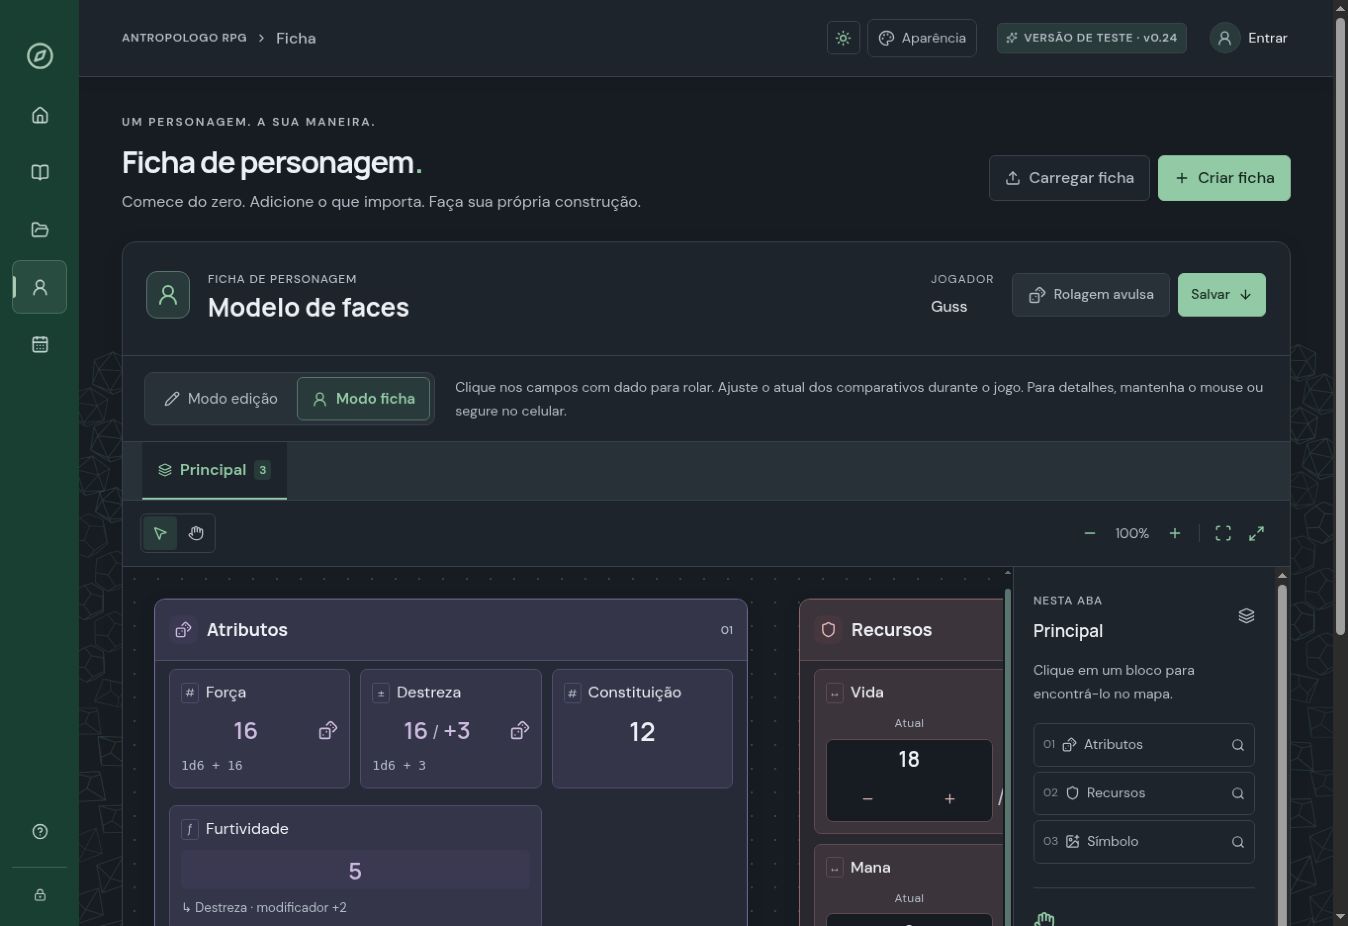 ANTROPOLOGO RPG > Ficha
Aparência
VERSÃO DE TESTE · v0.24
Entrar
UM PERSONAGEM. A SUA MANEIRA.
Ficha de personagem.
Comece do zero. Adicione o que importa. Faça sua própria construção.
Carregar ficha
+ Criar ficha
FICHA DE PERSONAGEM
Modelo de faces
JOGADOR
Guss
Rolagem avulsa
Salvar ↓
Modo edição
Modo ficha
Clique nos campos com dado para rolar. Ajuste o atual dos comparativos durante o jogo. Para detalhes, mantenha o mouse ou
segure no celular.
Principal 3
− 100% +
Atributos 01
# Força
16
1d6 + 16
± Destreza
16 / +3
1d6 + 3
# Constituição
12
ƒ Furtividade
5
↳ Destreza · modificador +2
Recursos
↔ Vida
Atual
18
− +
/
↔ Mana
Atual
NESTA ABA
Principal
Clique em um bloco para
encontrá-lo no mapa.
01 Atributos
02 Recursos
03 Símbolo